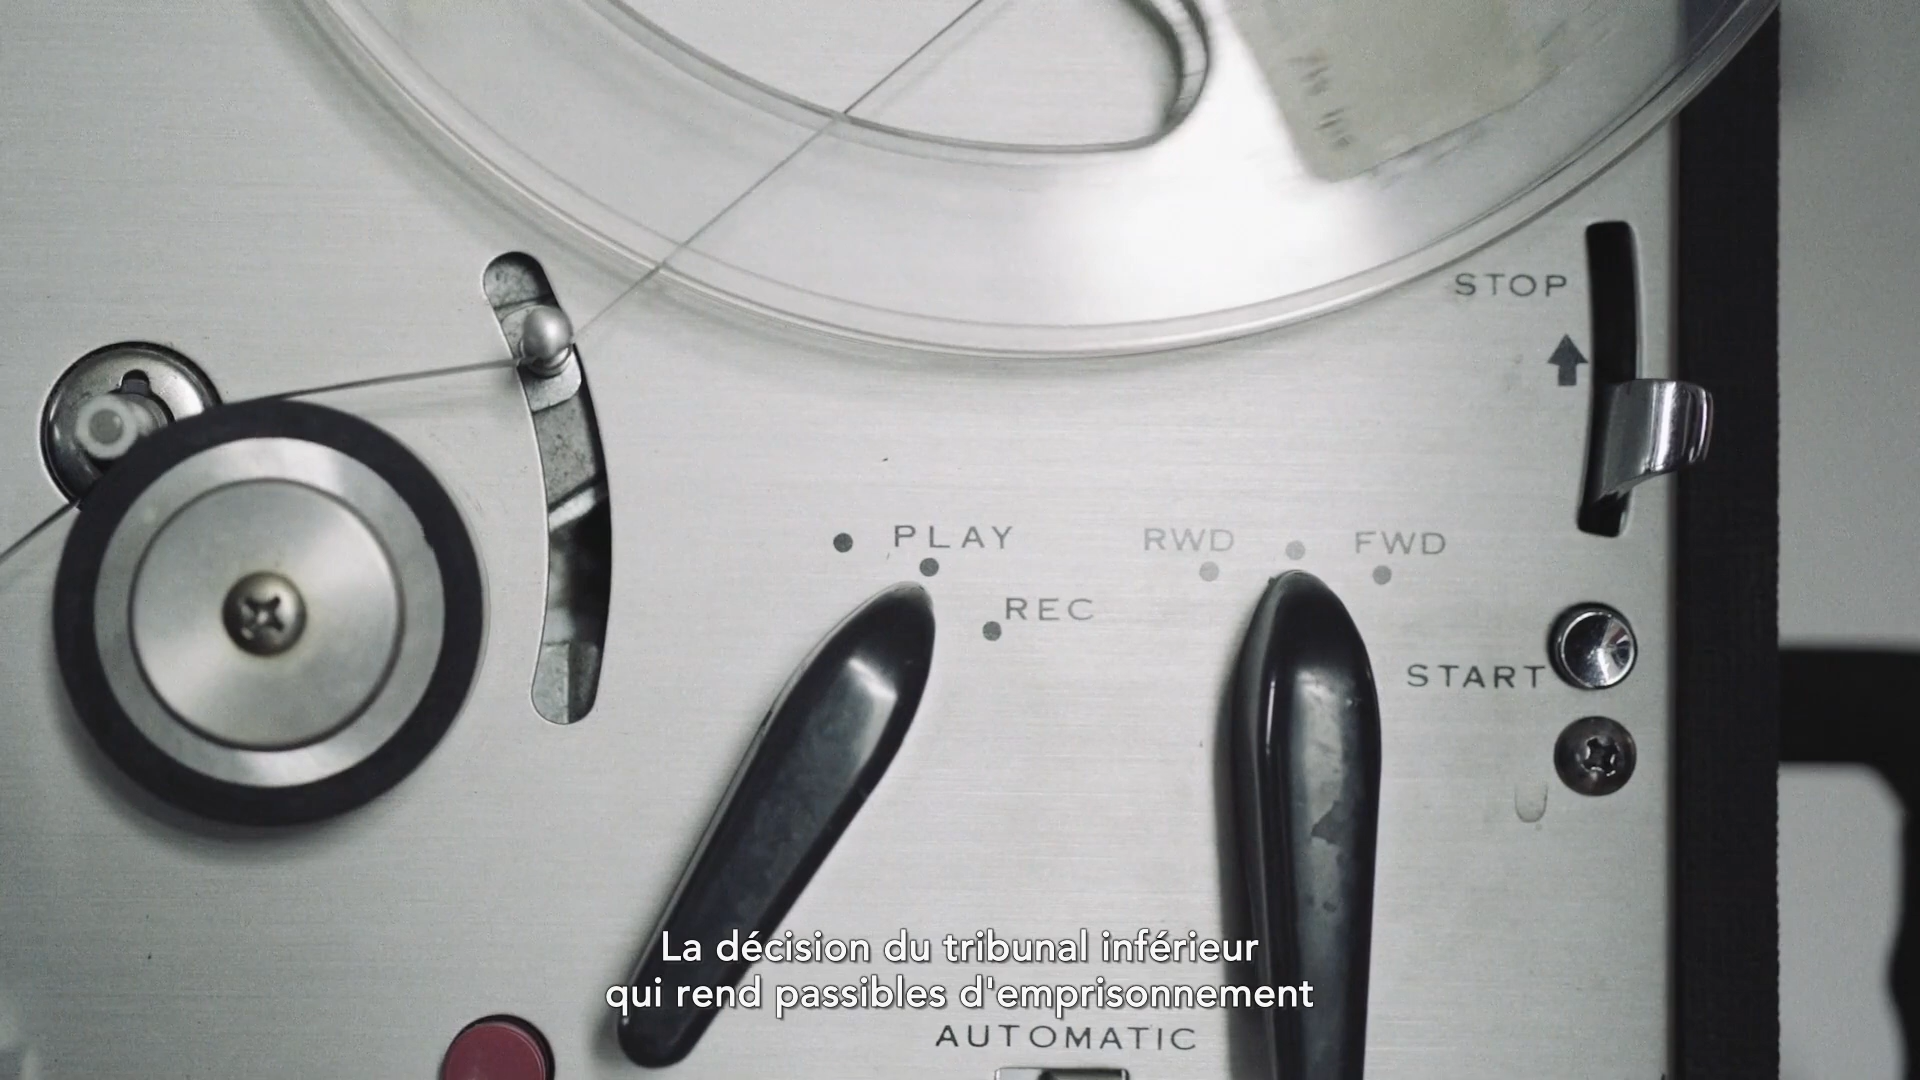 STOP
PLAY
RWD
FWD
REC
START
La décision du tribunal inférieur
qui rend passibles d'emprisonnement
AUTOMATIC